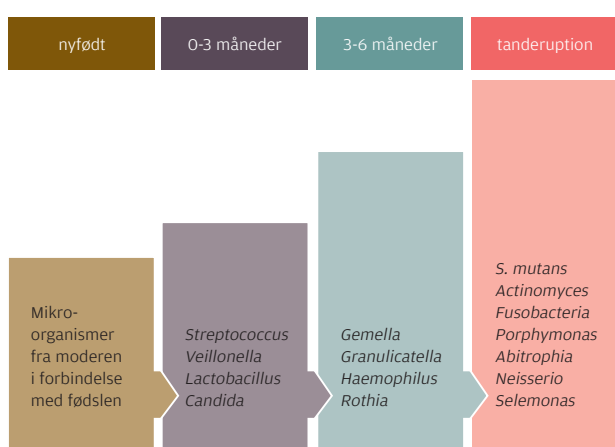 nyfødt
0-3 måneder
3-6 måneder
tanderuption
Mikro-
organismer
fra moderen
i forbindelse
med fødslen
Streptococcus
Veillonella
Lactobacillus
Candida
Gemella
Granulicatella
Haemophilus
Rothia
S. mutans
Actinomyces
Fusobacteria
Porphymonas
Abitrophia
Neisserio
Selemonas